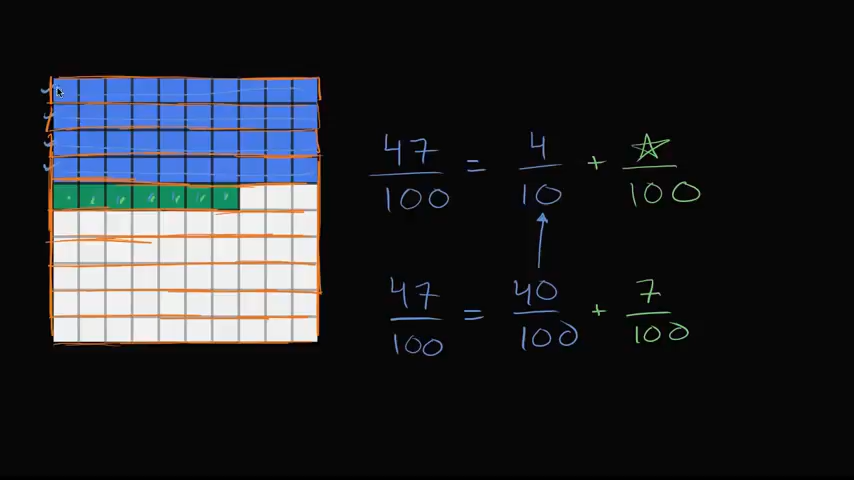 47/100 = 4/10 + ☆/100
47/100 = 40/100 + 7/100